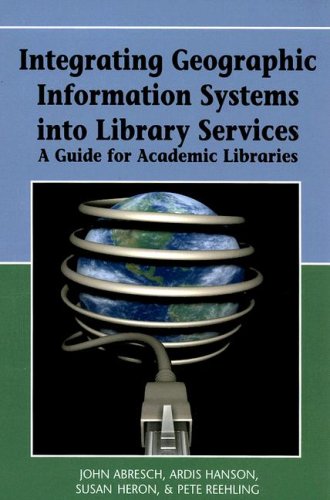 Integrating Geographic
Information Systems
into Library Services
A Guide for Academic Libraries
JOHN ABRESCH, ARDIS HANSON,
SUSAN HERON, & PETE REEHLING